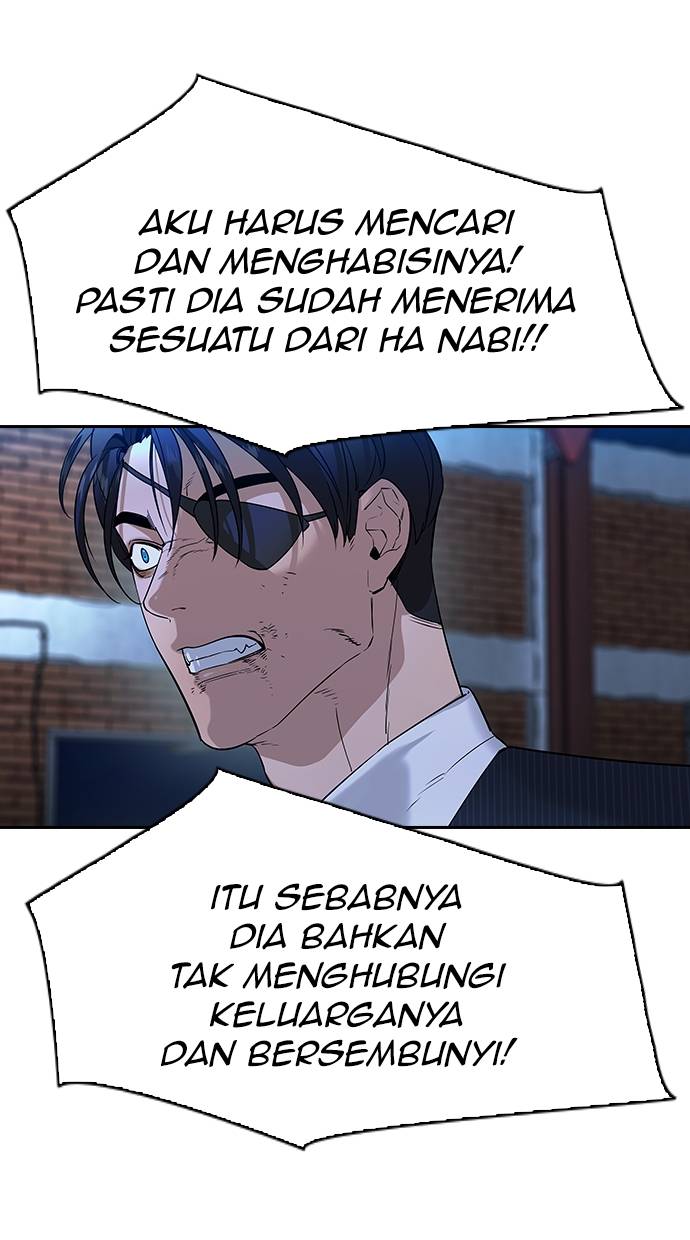 AKU HARUS MENCARI
DAN MENGHABISINYA!
PASTI DIA SUDAH MENERIMA
SESUATU DARI HA NABI!!
ITU SEBABNYA
DIA BAHKAN
TAK MENGHUBUNGI
KELUARGANYA
DAN BERSEMBUNYI!